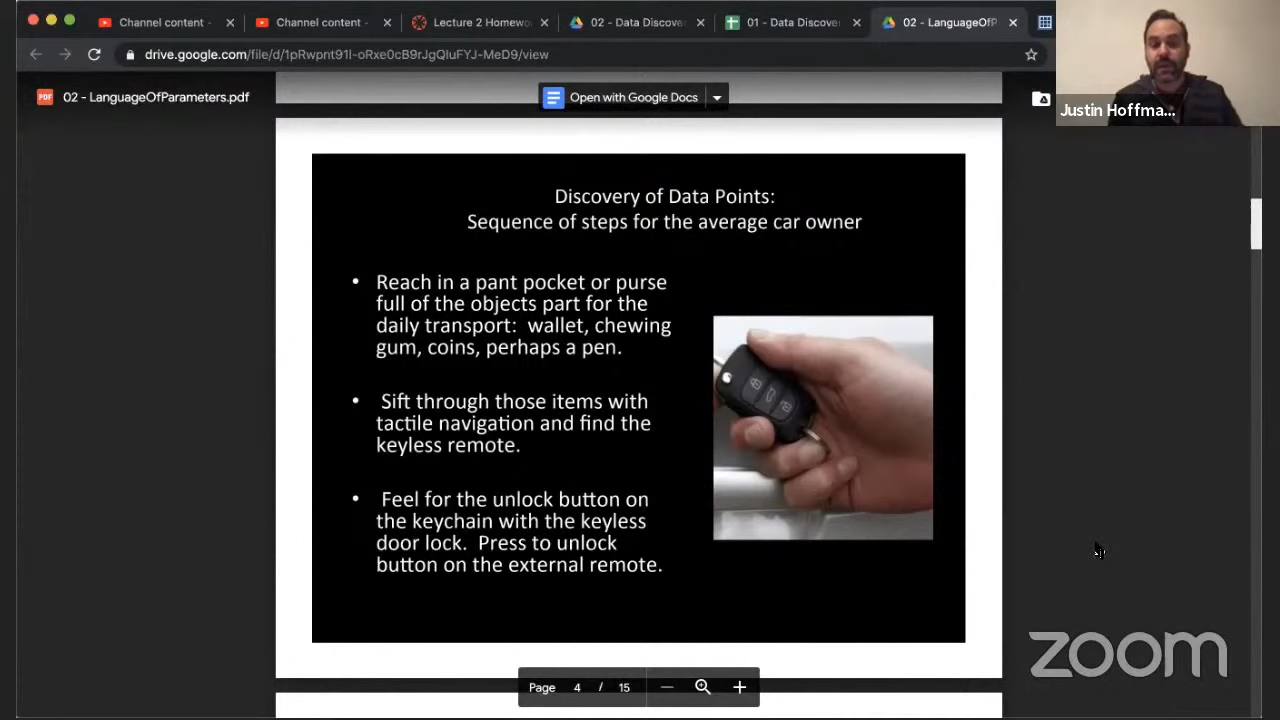 Channel content -
Channel content -
Lecture 2 Homewo
02 - Data Discove
01 - Data Discove
02 - LanguageOfP
drive.google.com/file/d/1pRwpnt91l-oRxe0cB9rJgQluFYJ-MeD9/view
PDF
02 - LanguageOfParameters.pdf
Open with Google Docs
Justin Hoffma...
Discovery of Data Points:
Sequence of steps for the average car owner
• Reach in a pant pocket or purse
full of the objects part for the
daily transport: wallet, chewing
gum, coins, perhaps a pen.
• Sift through those items with
tactile navigation and find the
keyless remote.
• Feel for the unlock button on
the keychain with the keyless
door lock. Press to unlock
button on the external remote.
zoom
Page 4 / 15